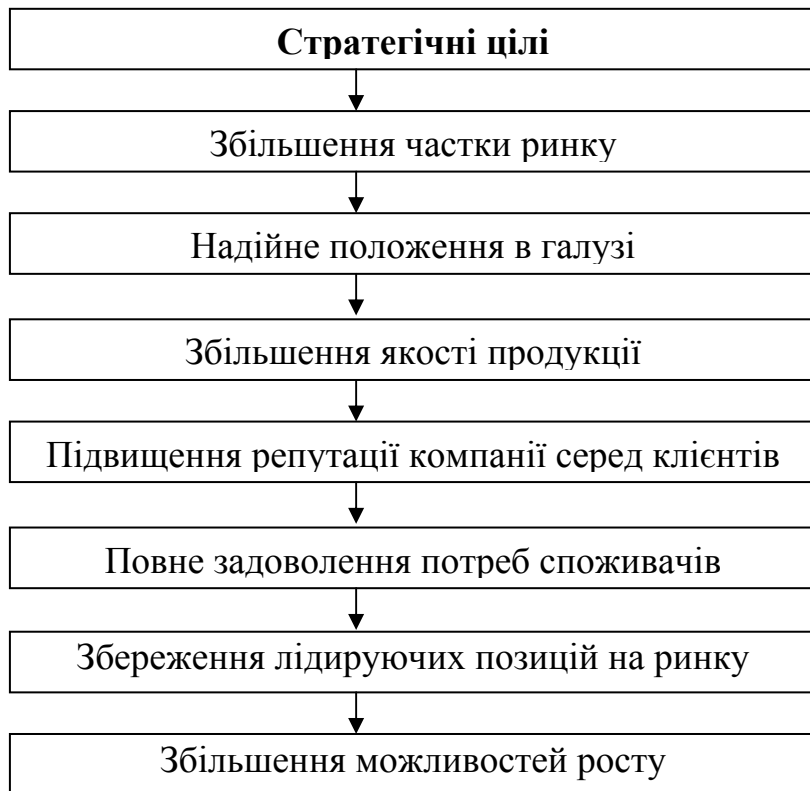 Стратегічні цілі
Збільшення частки ринку
Надійне положення в галузі
Збільшення якості продукції
Підвищення репутації компанії серед клієнтів
Повне задоволення потреб споживачів
Збереження лідируючих позицій на ринку
Збільшення можливостей росту